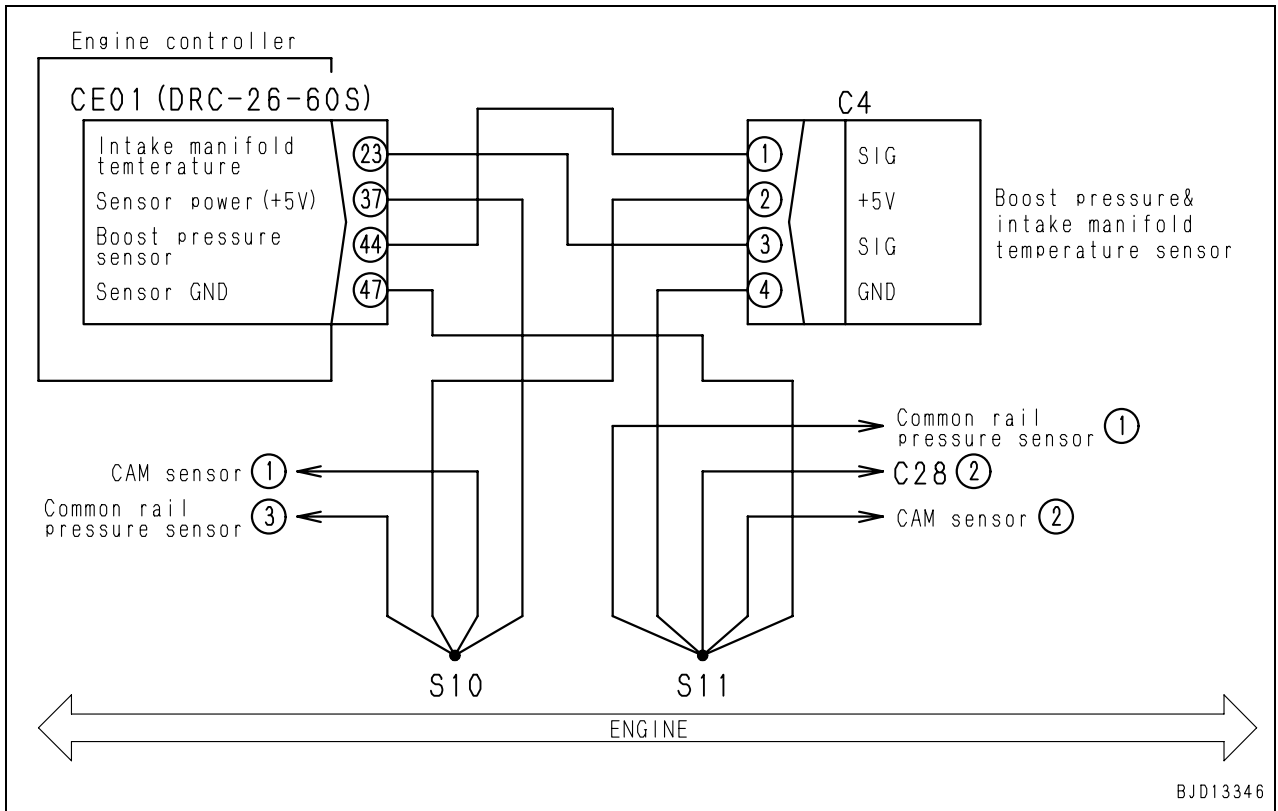 Engine controller
CE01 (DRC-26-60S)
Intake manifold
temterature
23
Sensor power (+5V)
37
Boost pressure
sensor
44
Sensor GND
47
C4
1 SIG
2 +5V
3 SIG
4 GND
Boost pressure&
intake manifold
temperature sensor
CAM sensor 1
Common rail
pressure sensor 3
Common rail
pressure sensor 1
C28 2
CAM sensor 2
S10
S11
ENGINE
BJD13346